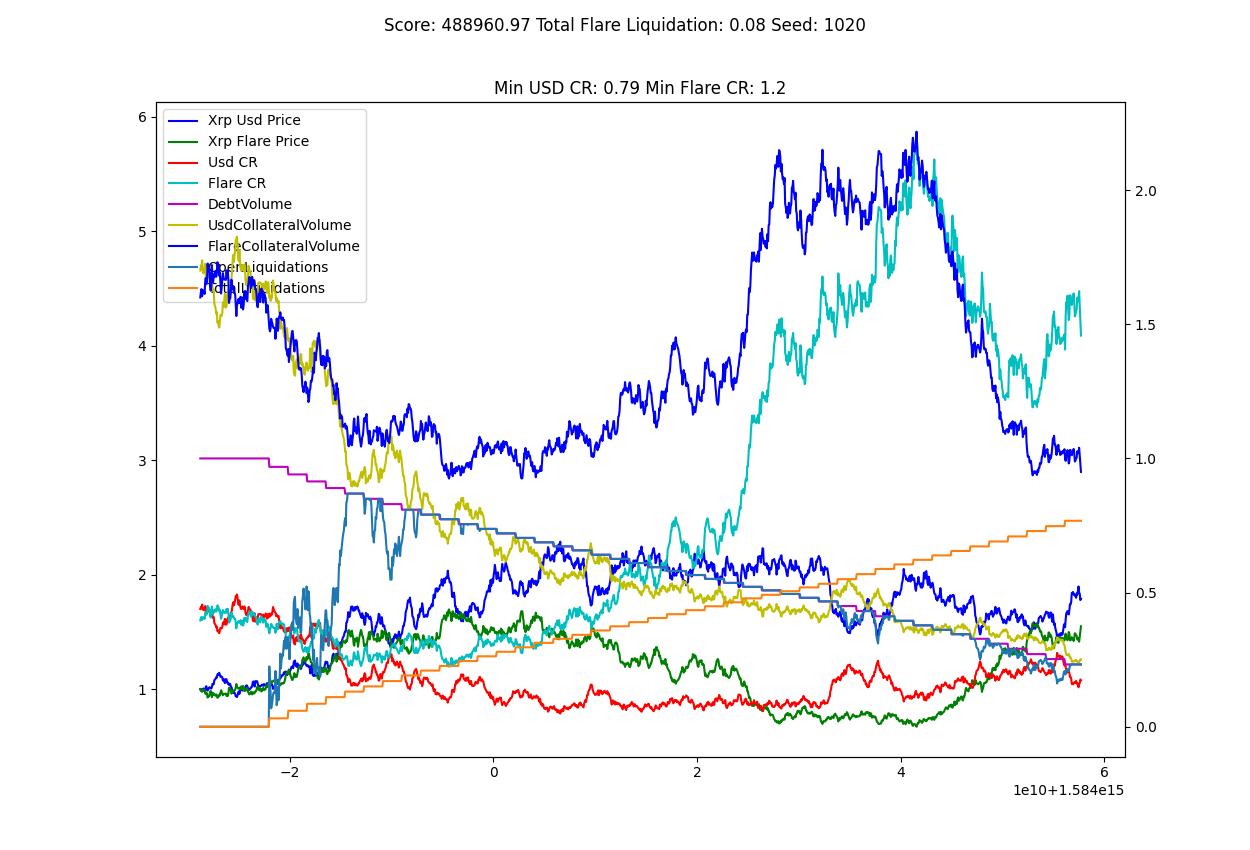 Score: 488960.97 Total Flare Liquidation: 0.08 Seed: 1020
Min USD CR: 0.79 Min Flare CR: 1.2
Xrp Usd Price
Xrp Flare Price
Usd CR
Flare CR
DebtVolume
UsdCollateralVolume
FlareCollateralVolume
OpenLiquidations
TotalLiquidations
6
5
4
3
2
1
2.0
1.5
1.0
0.5
0.0
−2
0
2
4
6
1e10+1.584e15